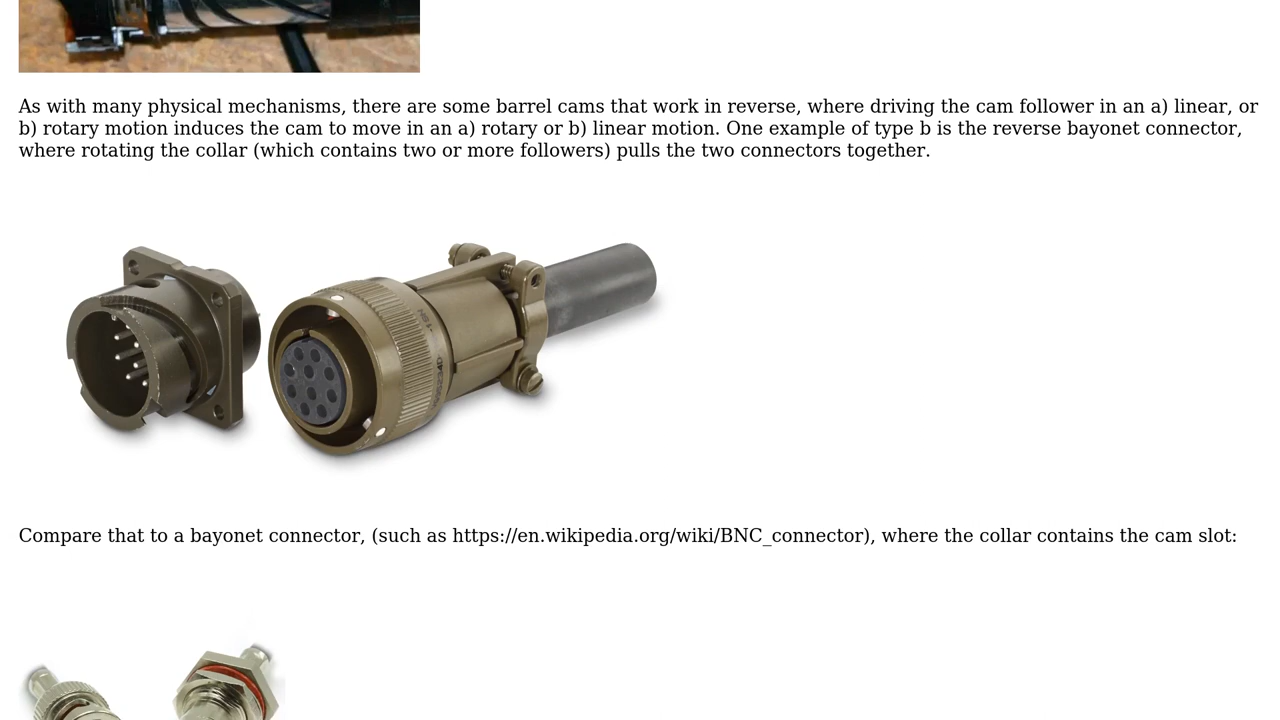 As with many physical mechanisms, there are some barrel cams that work in reverse, where driving the cam follower in an a) linear, or
b) rotary motion induces the cam to move in an a) rotary or b) linear motion. One example of type b is the reverse bayonet connector,
where rotating the collar (which contains two or more followers) pulls the two connectors together.
Compare that to a bayonet connector, (such as https://en.wikipedia.org/wiki/BNC_connector), where the collar contains the cam slot: